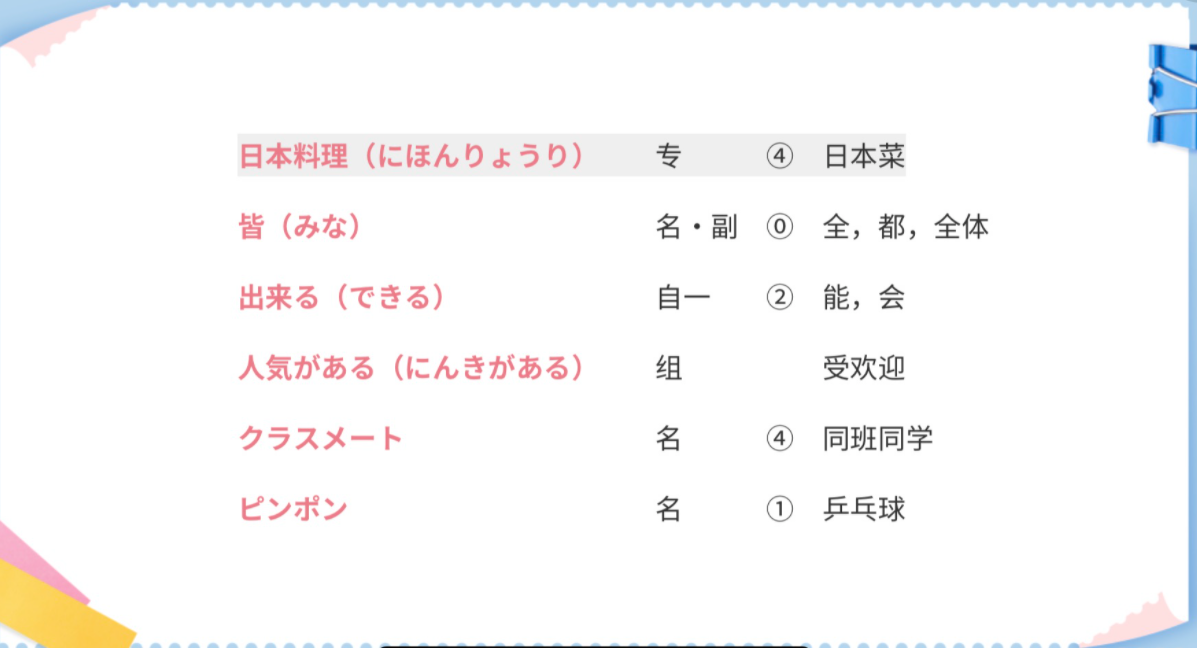 日本料理（にほんりょうり） 专 ④ 日本菜
皆（みな） 名・副 ⓪ 全，都，全体
出来る（できる） 自一 ② 能，会
人気がある（にんきがある） 组 受欢迎
クラスメート 名 ④ 同班同学
ピンポン 名 ① 乒乓球